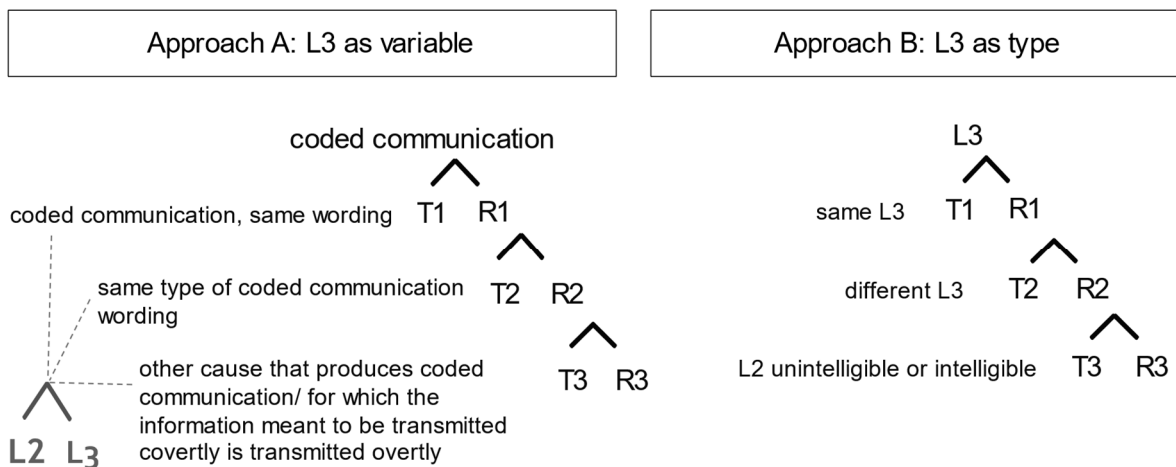 Approach A: L3 as variable
Approach B: L3 as type
coded communication
coded communication, same wording T1 R1
same type of coded communication T2 R2
wording
other cause that produces coded T3 R3
communication/ for which the
information meant to be transmitted
covertly is transmitted overtly
L2 L3
L3
same L3 T1 R1
different L3 T2 R2
L2 unintelligible or intelligible T3 R3